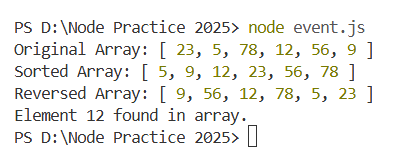 PS D:\Node Practice 2025> node event.js
Original Array: [ 23, 5, 78, 12, 56, 9 ]
Sorted Array: [ 5, 9, 12, 23, 56, 78 ]
Reversed Array: [ 9, 56, 12, 78, 5, 23 ]
Element 12 found in array.
PS D:\Node Practice 2025>